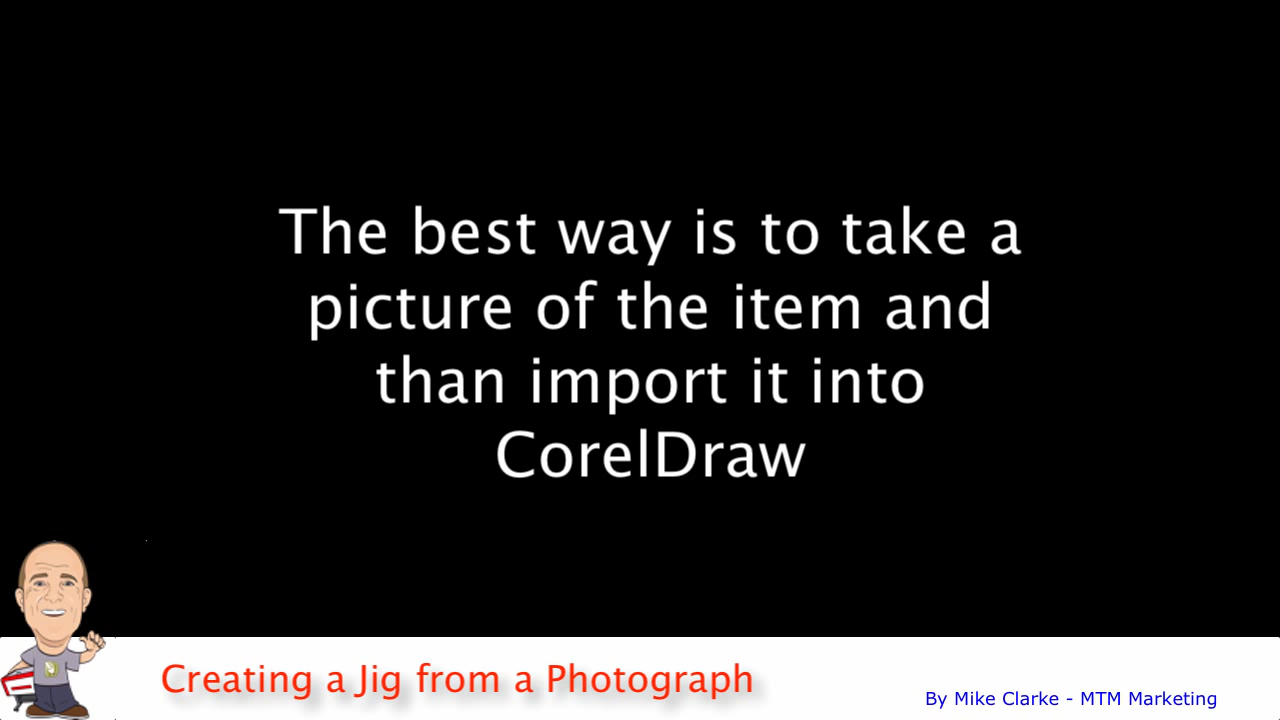 The best way is to take a
picture of the item and
than import it into
CorelDraw
Creating a Jig from a Photograph
By Mike Clarke - MTM Marketing